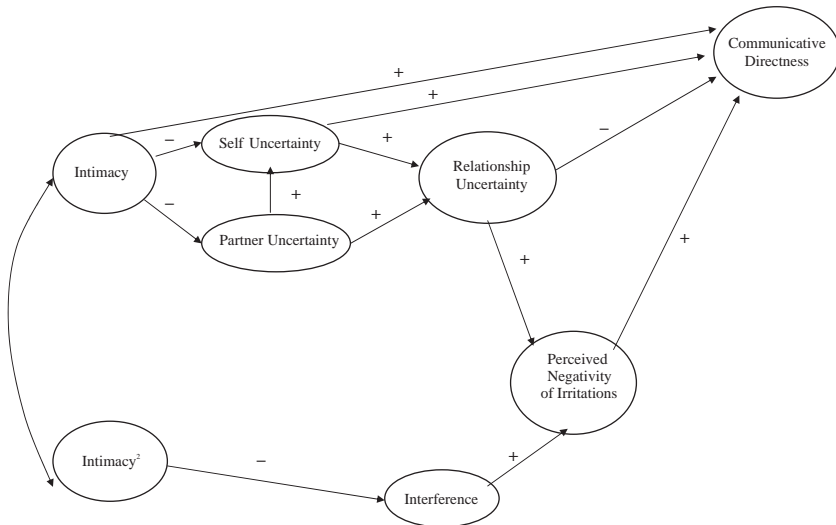 Communicative
Directness
+
+
Self Uncertainty
−
+
−
Intimacy
Relationship
Uncertainty
−
+
+
Partner Uncertainty
+
+
Perceived
Negativity
of Irritations
Intimacy²
−
+
Interference